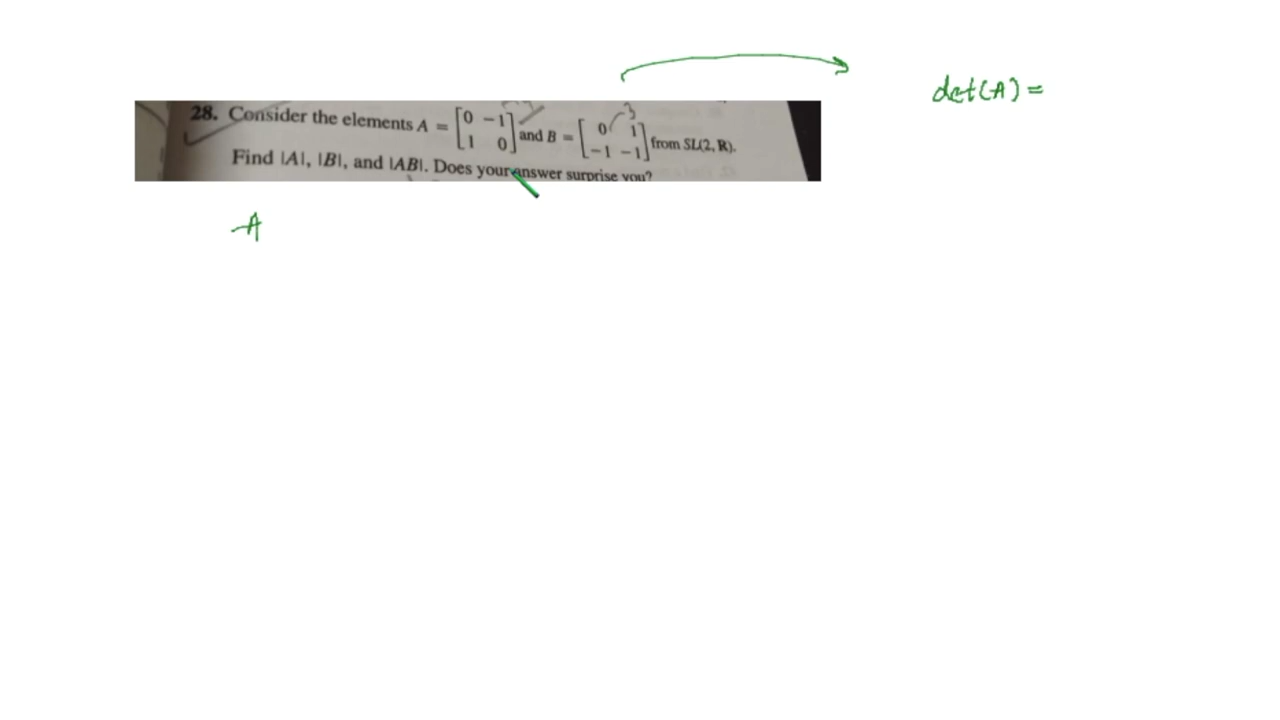 det(A) =
28. Consider the elements A = [0 -1 1 0] and B = [0 1 -1 -1] from SL(2, R).
Find |A|, |B|, and |AB|. Does your answer surprise you?
3
A